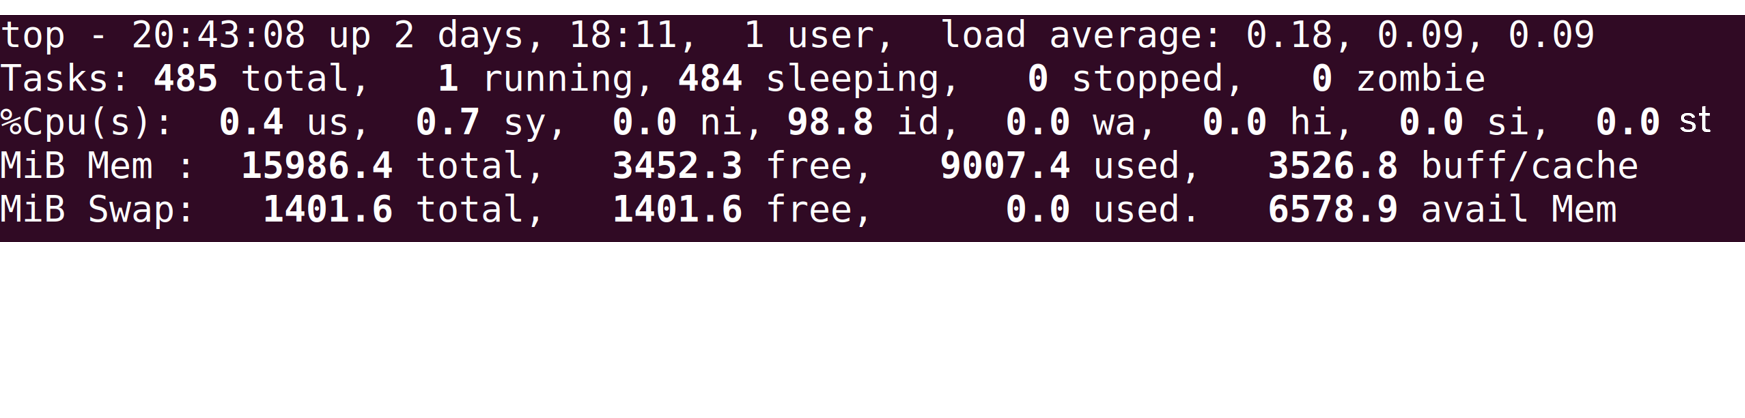 top - 20:43:08 up 2 days, 18:11,  1 user,  load average: 0.18, 0.09, 0.09
Tasks: 485 total,   1 running, 484 sleeping,   0 stopped,   0 zombie
%Cpu(s):  0.4 us,  0.7 sy,  0.0 ni, 98.8 id,  0.0 wa,  0.0 hi,  0.0 si,  0.0 st
MiB Mem :  15986.4 total,   3452.3 free,   9007.4 used,   3526.8 buff/cache
MiB Swap:   1401.6 total,   1401.6 free,      0.0 used.   6578.9 avail Mem